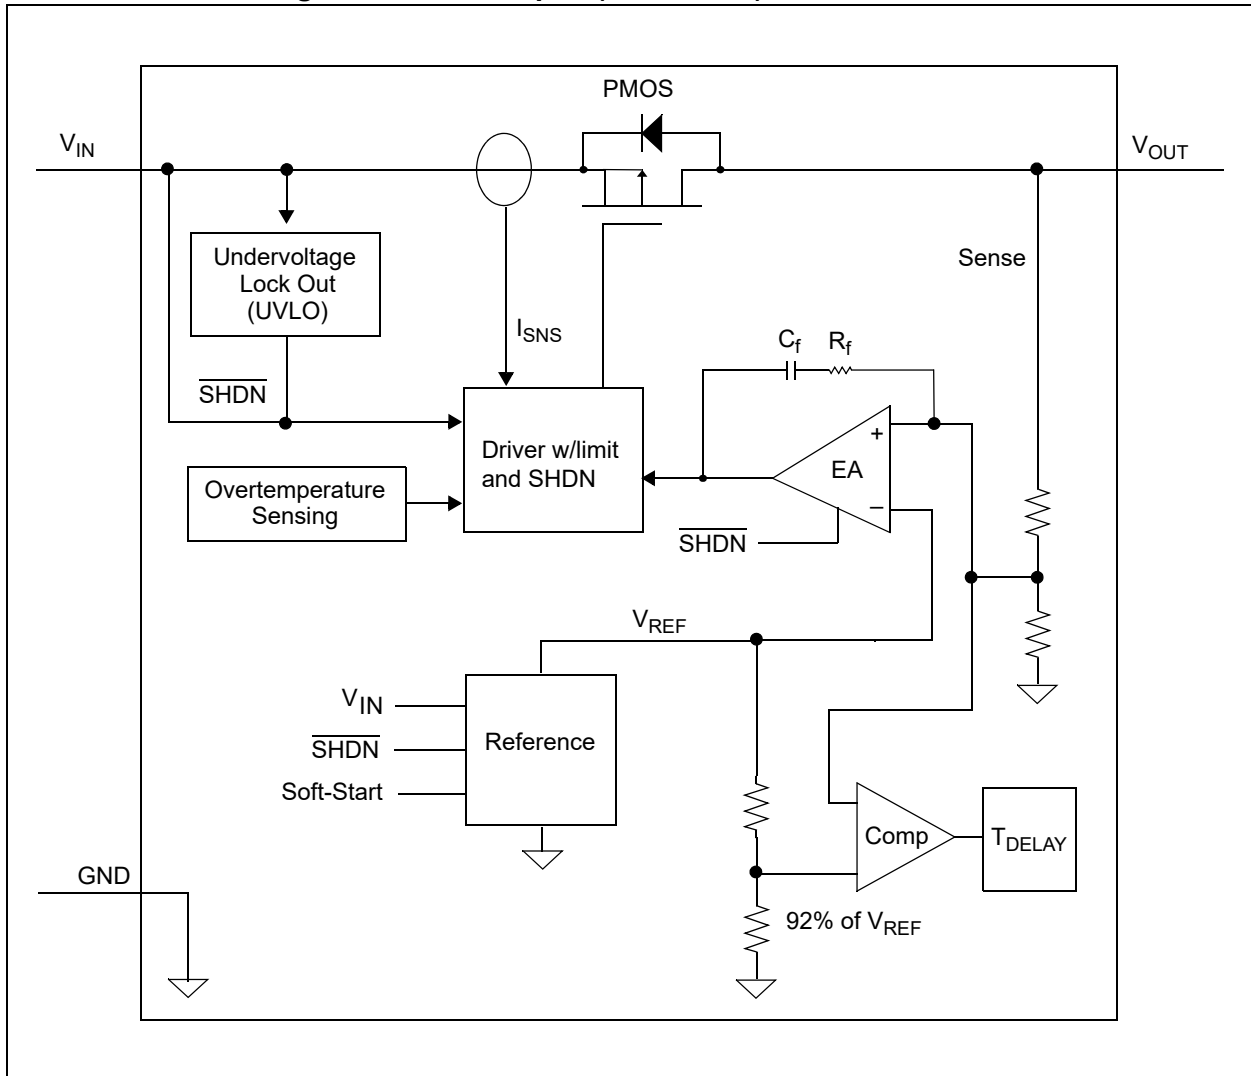 PMOS
V_IN
V_OUT
Undervoltage
Lock Out
(UVLO)
Sense
I_SNS
C_f
R_f
SHDN
Driver w/limit
and SHDN
+
EA
–
Overtemperature
Sensing
SHDN
V_REF
V_IN
SHDN
Soft-Start
Reference
Comp
T_DELAY
GND
92% of V_REF